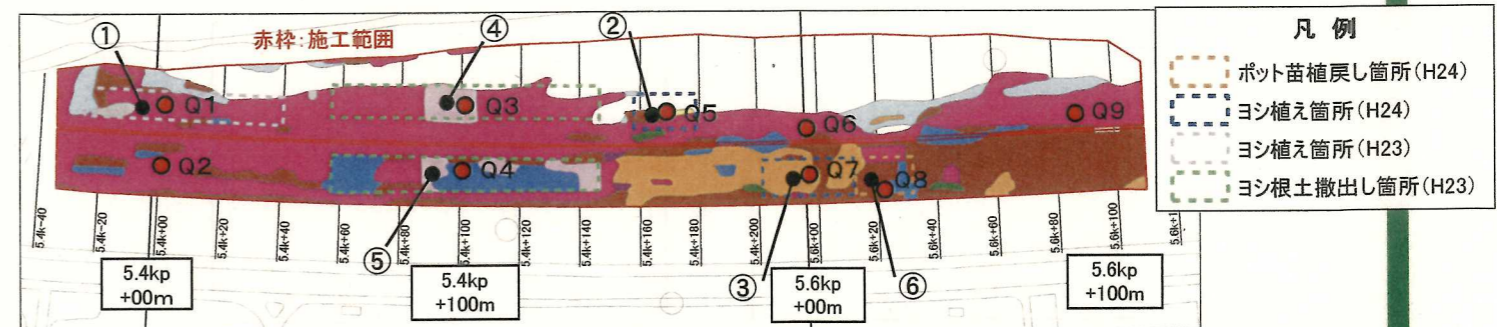 赤枠:施工範囲
①
④
②
Q1
Q3
Q5
Q6
Q9
Q2
Q4
Q7
Q8
5.4k-40
5.4k-20
5.4k+00
5.4k+20
5.4k+40
5.4k+60
5.4k+80
5.4k+100
5.4k+120
5.4k+140
5.4k+160
5.4k+180
5.4k+200
5.6k+00
5.6k+20
5.6k+40
5.6k+60
5.6k+80
5.6k+100
⑤
③
⑥
5.4kp
+00m
5.4kp
+100m
5.6kp
+00m
5.6kp
+100m
凡 例
ポット苗植戻し箇所(H24)
ヨシ植え箇所(H24)
ヨシ植え箇所(H23)
ヨシ根土撒出し箇所(H23)